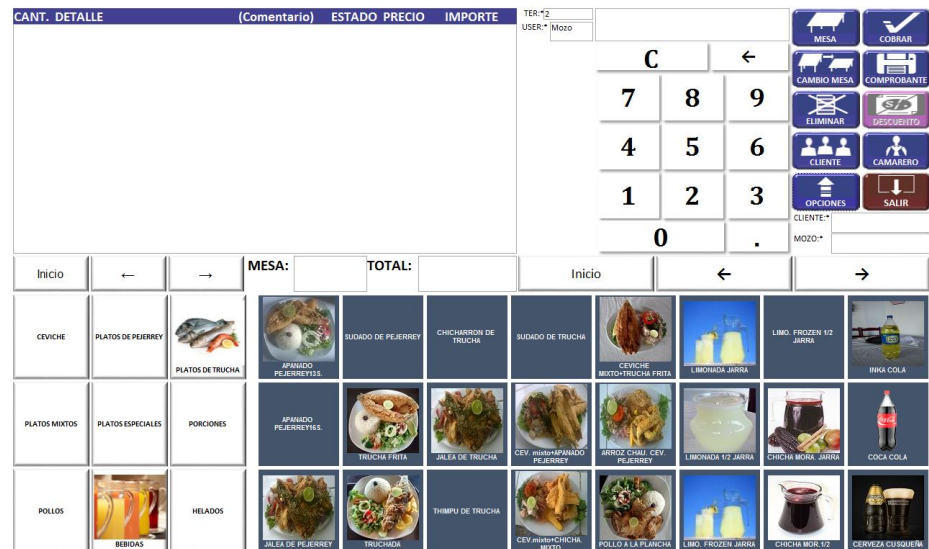 CANT. DETALLE (Comentario) ESTADO PRECIO IMPORTE
TER:* 2
USER:* Mozo
C ←
7 8 9
4 5 6
1 2 3
0 .
MESA
COBRAR
CAMBIO MESA
COMPROBANTE
ELIMINAR
DESCUENTO
CLIENTE
CAMARERO
OPCIONES
SALIR
CLIENTE:*
MOZO:*
Inicio ← → MESA: TOTAL: Inicio ← →
CEVICHE
PLATOS DE PEJERREY
PLATOS DE TRUCHA
APANADO
PEJERREY13S.
SUDADO DE PEJERREY
CHICHARRON DE
TRUCHA
SUDADO DE TRUCHA
CEVICHE
MIXTO+TRUCHA FRITA
LIMONADA JARRA
LIMO. FROZEN 1/2
JARRA
INKA COLA
PLATOS MIXTOS
PLATOS ESPECIALES
PORCIONES
APANADO
PEJERREY16S.
TRUCHA FRITA
JALEA DE TRUCHA
CEV. mixto+APANADO
PEJERREY
ARROZ CHAU. CEV.
PEJERREY
LIMONADA 1/2 JARRA
CHICHA MORA. JARRA
COCA COLA
POLLOS
BEBIDAS
HELADOS
JALEA DE PEJERREY
TRUCHADA
THIMPU DE TRUCHA
CEV.mixto+CHICHA.
MIXTO
POLLO A LA PLANCHA
LIMO. FROZEN JARRA
CHICHA MOR.1/2
CERVEZA CUSQUEÑA